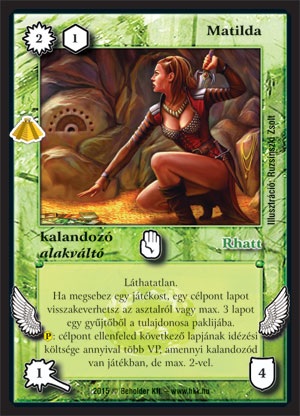 2
1
Matilda
Illusztráció: Ruzsinszki Zsolt
kalandozó
alakváltó
Rhatt
Láthatatlan.
Ha megsebez egy játékost, egy célpont lapot
visszakeverhetsz az asztalról vagy max. 3 lapot
egy gyűjtőből a tulajdonosa paklijába.
P : célpont ellenfeled következő lapjának idézési
költsége annyival több VP, amennyi kalandozód
van játékban, de max. 2-vel.
1
4
2015 © Beholder Kft. – www.hkk.hu